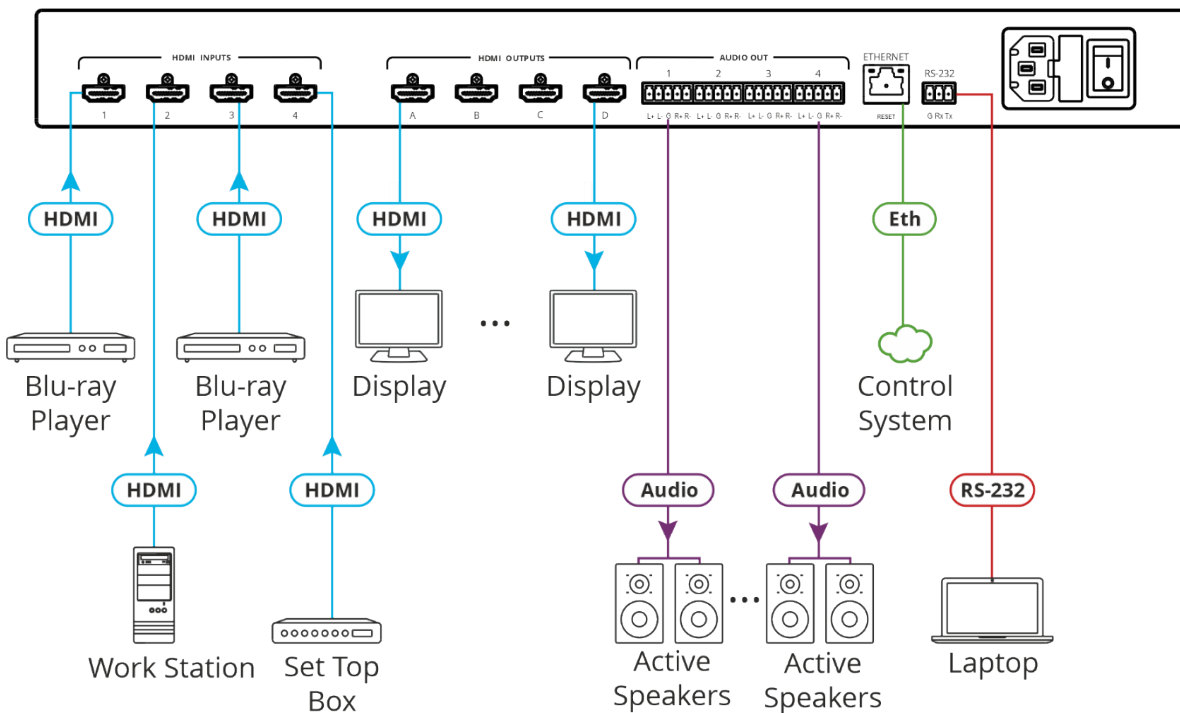 HDMI INPUTS
HDMI OUTPUTS
AUDIO OUT
ETHERNET
RS-232
1 2 3 4
1
2
3
4
A
B
C
D
L+ L- G R+ R- L+ L- G R+ R- L+ L- G R+ R- L+ L- G R+ R-
RESET
G Rx Tx
HDMI
HDMI
HDMI
HDMI
Eth
Blu-ray
Player
Blu-ray
Player
Display
...
Display
Control
System
HDMI
HDMI
Audio
Audio
RS-232
...
Work Station
Set Top
Box
Active
Speakers
Active
Speakers
Laptop